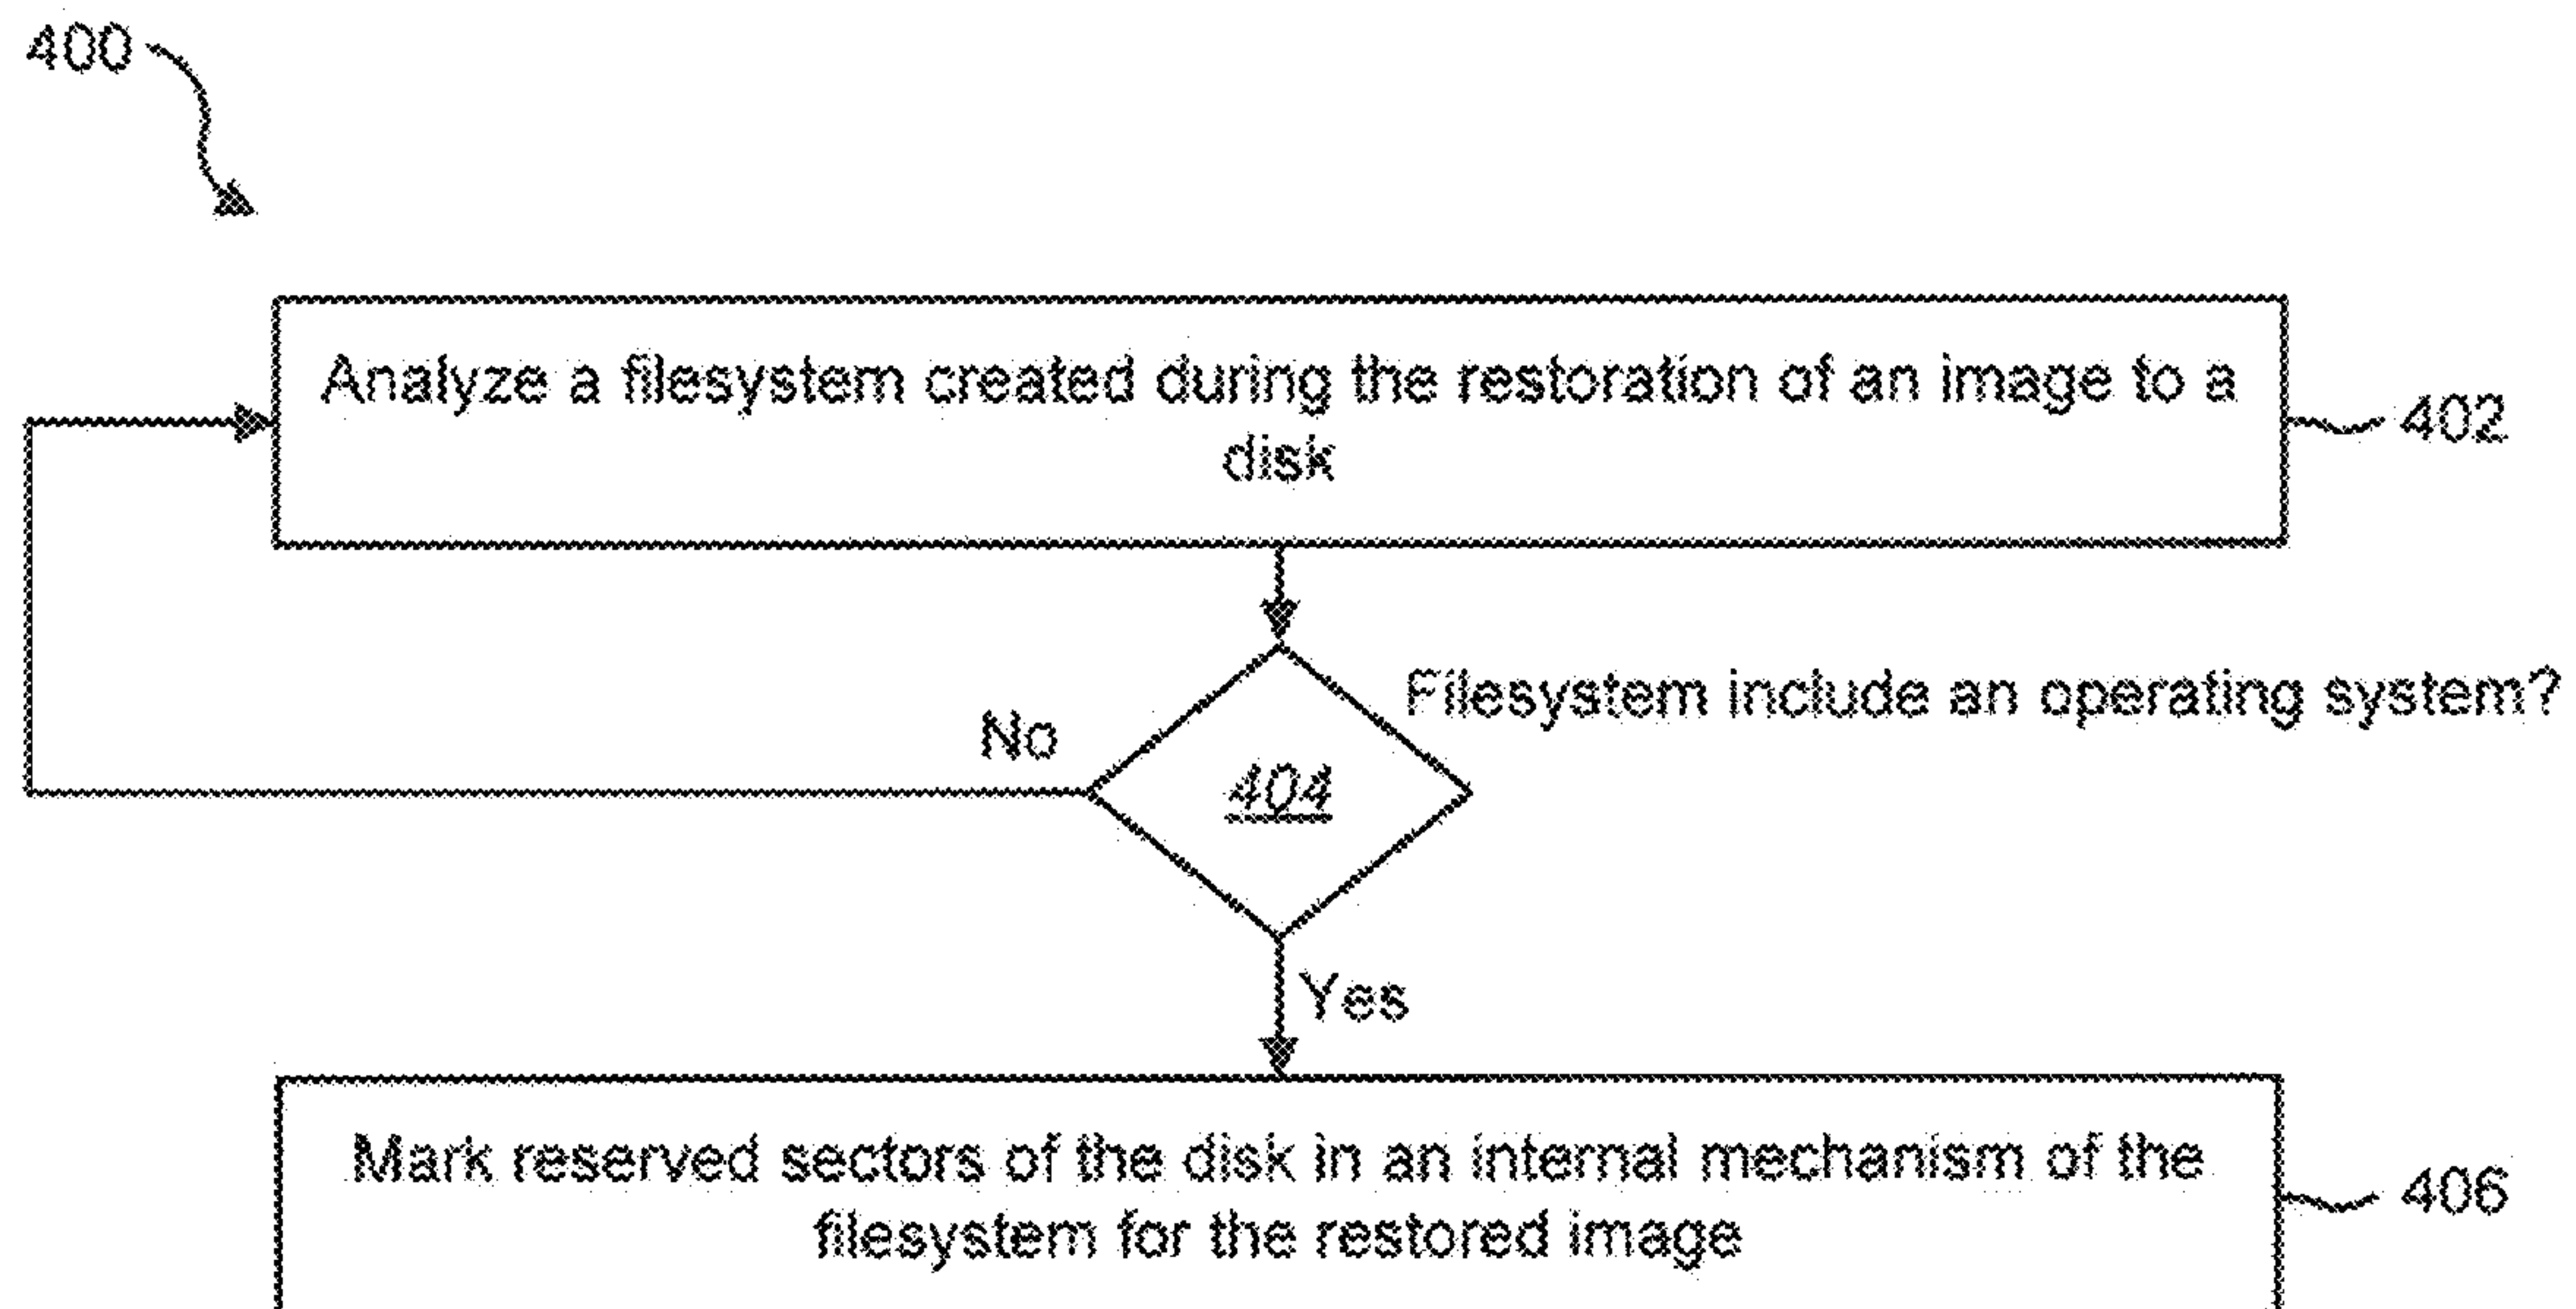 400
Analyze a filesystem created during the restoration of an image to a
disk
402
Filesystem include an operating system?
No
404
Yes
Mark reserved sectors of the disk in an internal mechanism of the
filesystem for the restored image
406